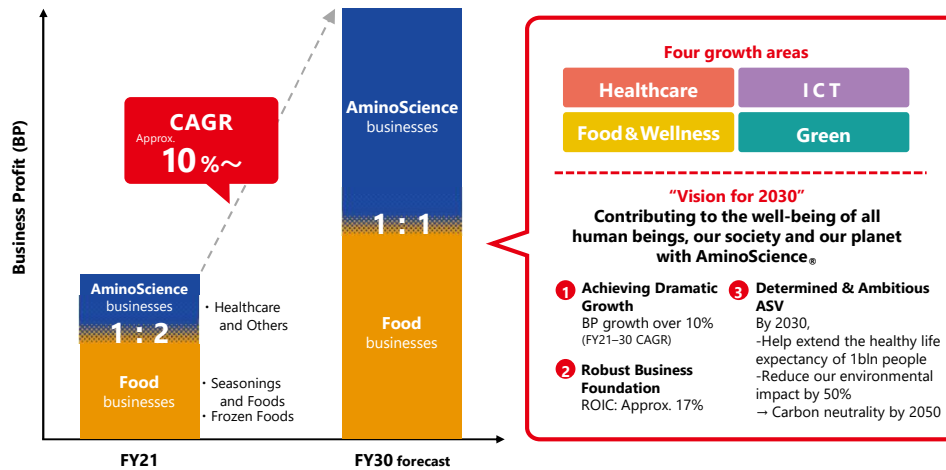 Business Profit (BP)
CAGR
Approx.
10 %～
AminoScience
businesses
1 : 2
Food
businesses
・Healthcare
and Others
・Seasonings
and Foods
・Frozen Foods
FY21
AminoScience
businesses
1 : 1
Food
businesses
FY30 forecast
Four growth areas
Healthcare
ICT
Food & Wellness
Green
“Vision for 2030”
Contributing to the well-being of all
human beings, our society and our planet
with AminoScience®
1 Achieving Dramatic
Growth
BP growth over 10%
(FY21–30 CAGR)
2 Robust Business
Foundation
ROIC: Approx. 17%
3 Determined & Ambitious
ASV
By 2030,
-Help extend the healthy life
expectancy of 1bln people
-Reduce our environmental
impact by 50%
→ Carbon neutrality by 2050